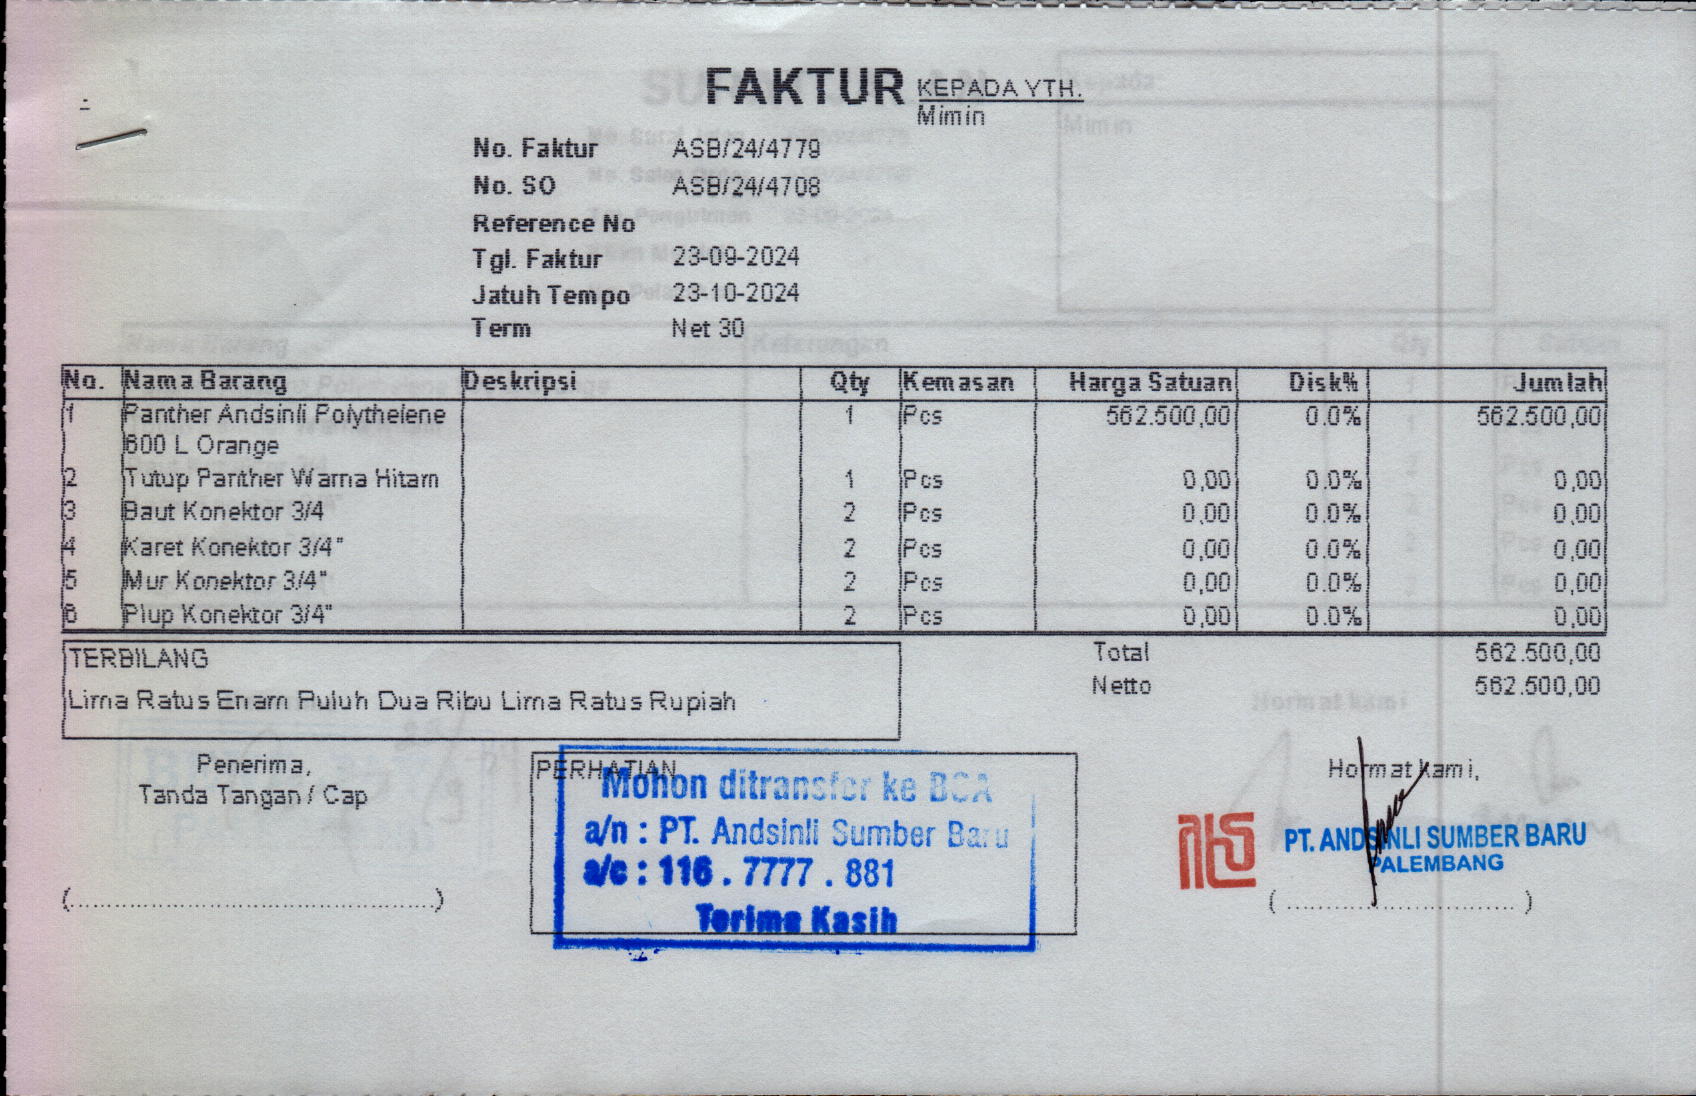 FAKTUR KEPADA YTH.
Mimin
No. Faktur ASB/24/4779
No. SO ASB/24/4708
Reference No
Tgl. Faktur 23-09-2024
Jatuh Tempo 23-10-2024
Term Net 30
No. Nama Barang Deskripsi Qty Kemasan Harga Satuan Disk% Jumlah
1 Panther Andsinli Polythelene 1 Pcs 562.500,00 0.0% 562.500,00
600 L Orange
2 Tutup Panther Warna Hitam 1 Pcs 0,00 0.0% 0,00
3 Baut Konektor 3/4 2 Pcs 0,00 0.0% 0,00
4 Karet Konektor 3/4" 2 Pcs 0,00 0.0% 0,00
5 Mur Konektor 3/4" 2 Pcs 0,00 0.0% 0,00
6 Plup Konektor 3/4" 2 Pcs 0,00 0.0% 0,00
TERBILANG
Lima Ratus Enam Puluh Dua Ribu Lima Ratus Rupiah
Total 562.500,00
Netto 562.500,00
Penerima,
Tanda Tangan / Cap
(..........................................)
PERHATIAN
Mohon ditransfer ke BCA
a/n : PT. Andsinli Sumber Baru
a/c : 116 . 7777 . 881
Terima Kasih
Hormat Kami,
PT. ANDSINLI SUMBER BARU
PALEMBANG
( ............................ )